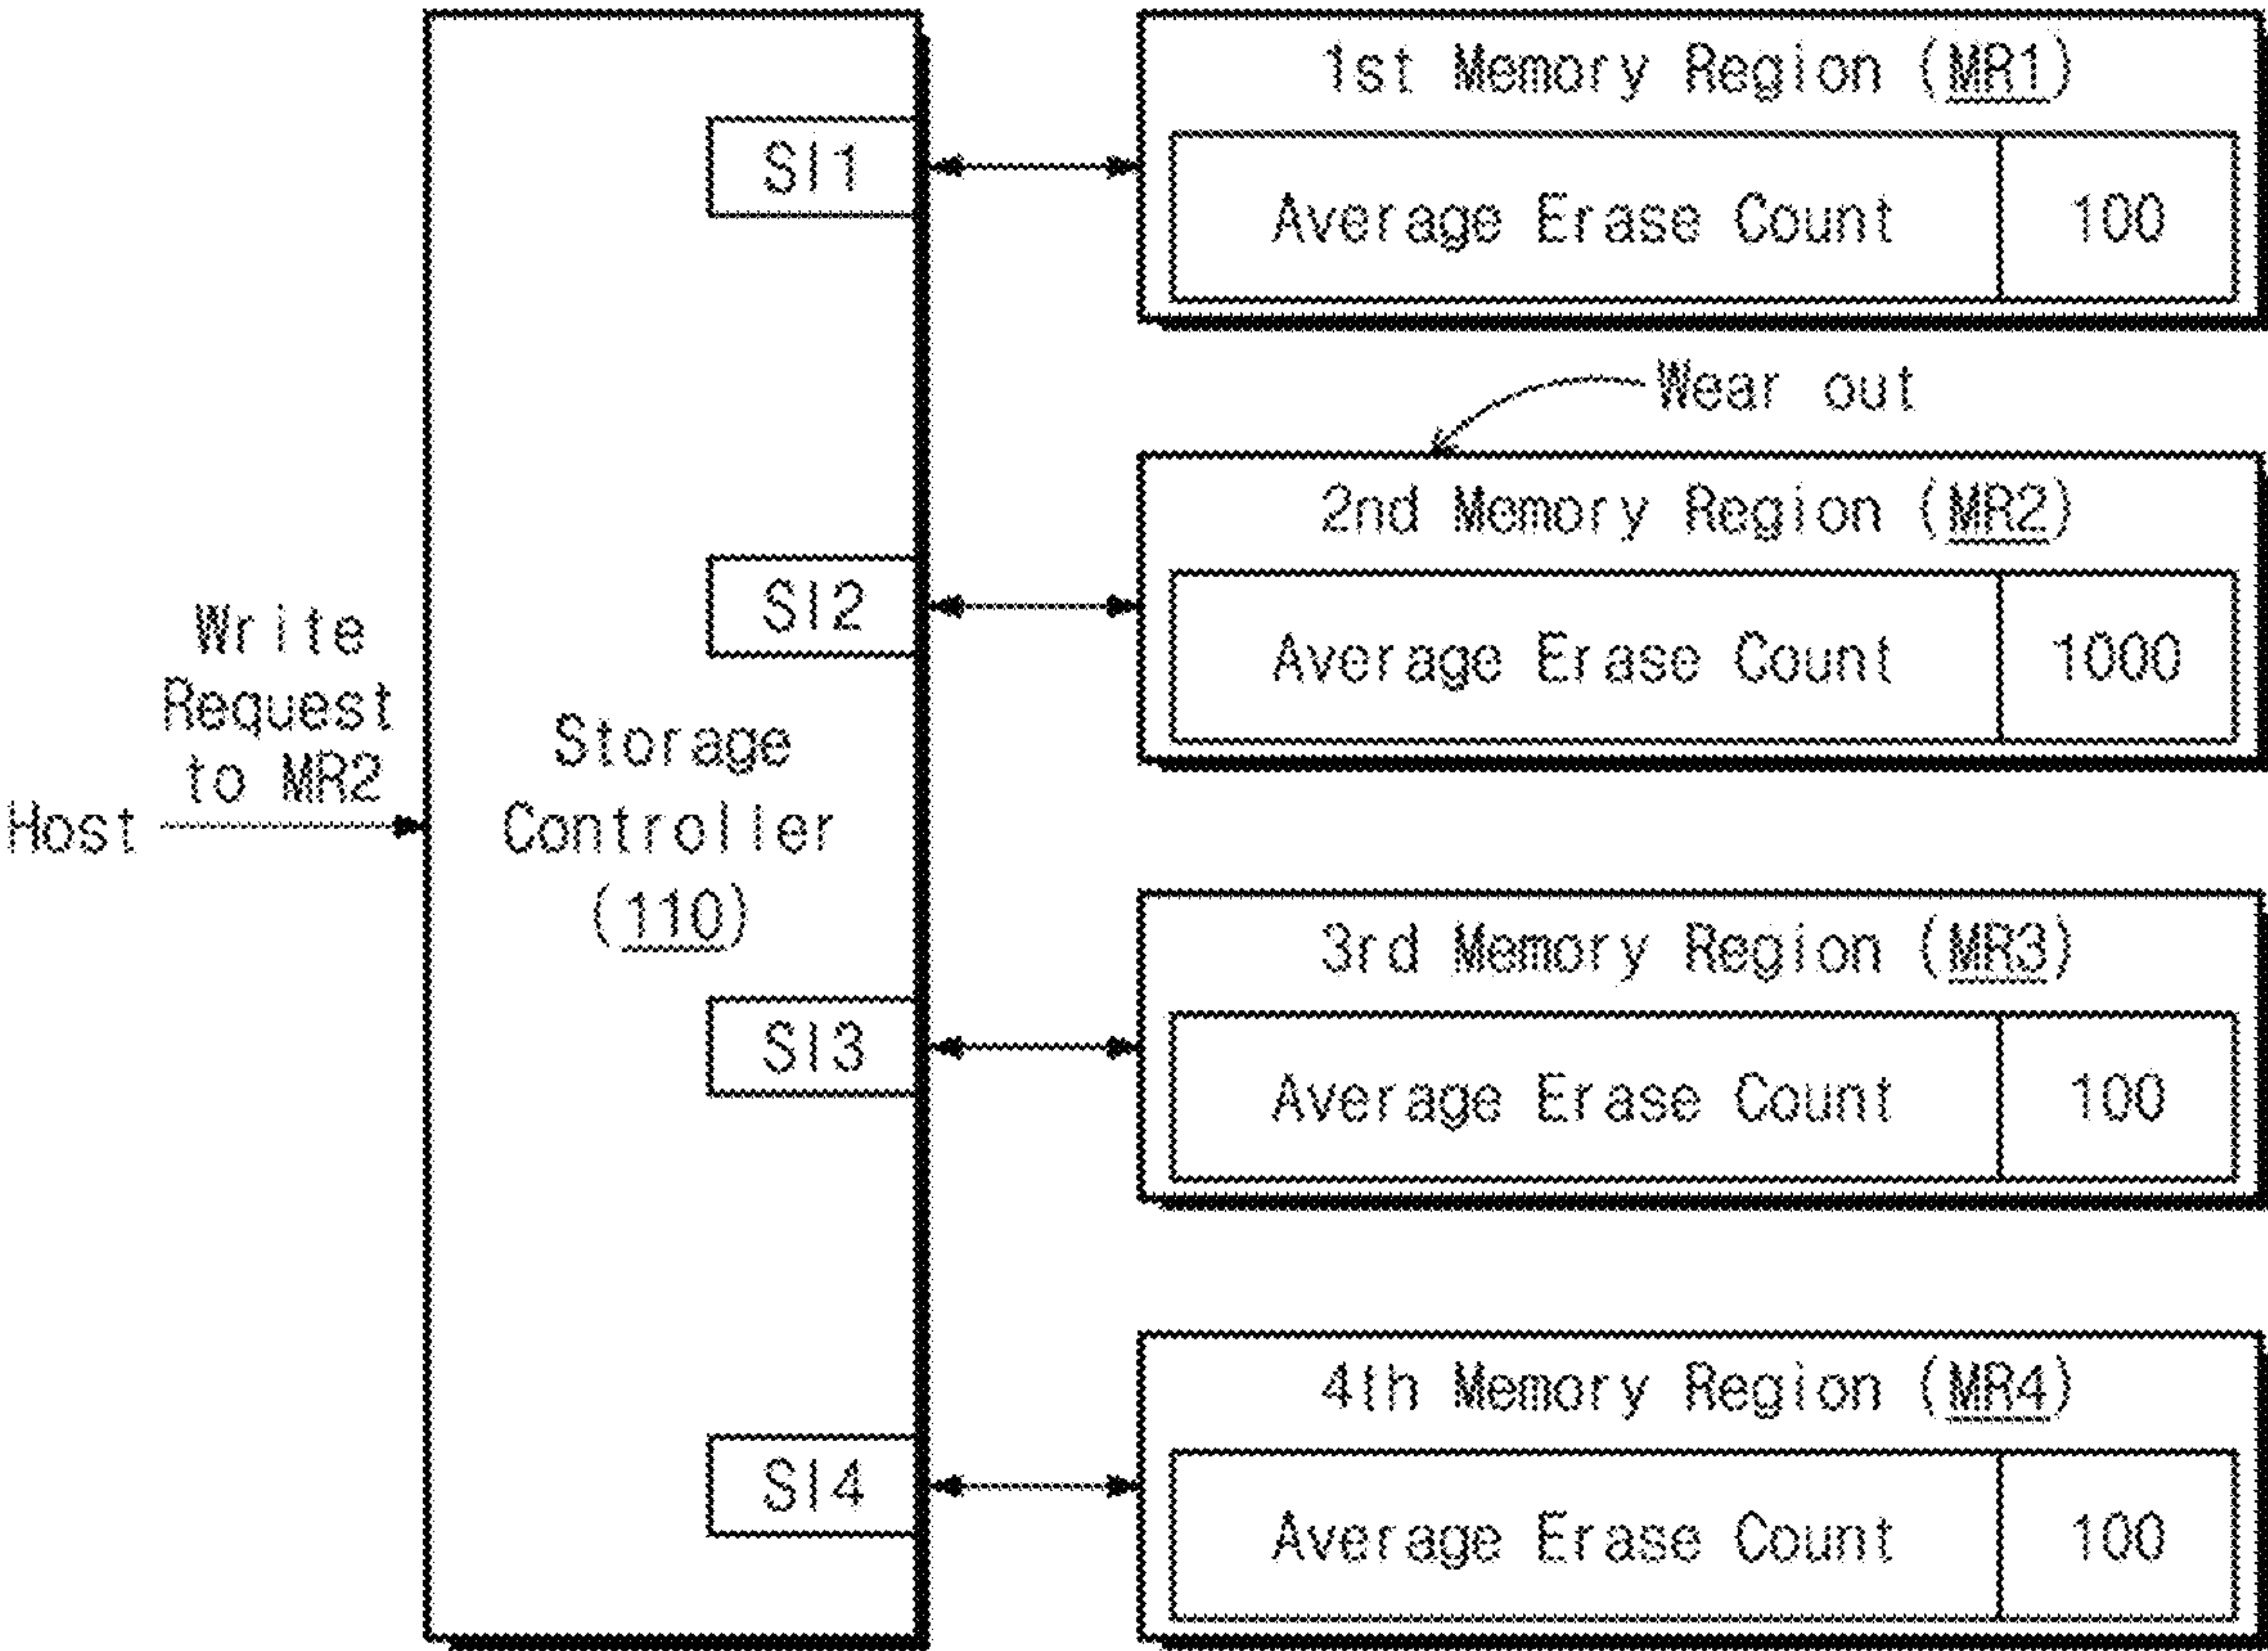 Host
Write
Request
to MR2
Storage
Controller
(110)
SI1
SI2
SI3
SI4
1st Memory Region (MR1)
Average Erase Count 100
Wear out
2nd Memory Region (MR2)
Average Erase Count 1000
3rd Memory Region (MR3)
Average Erase Count 100
4th Memory Region (MR4)
Average Erase Count 100